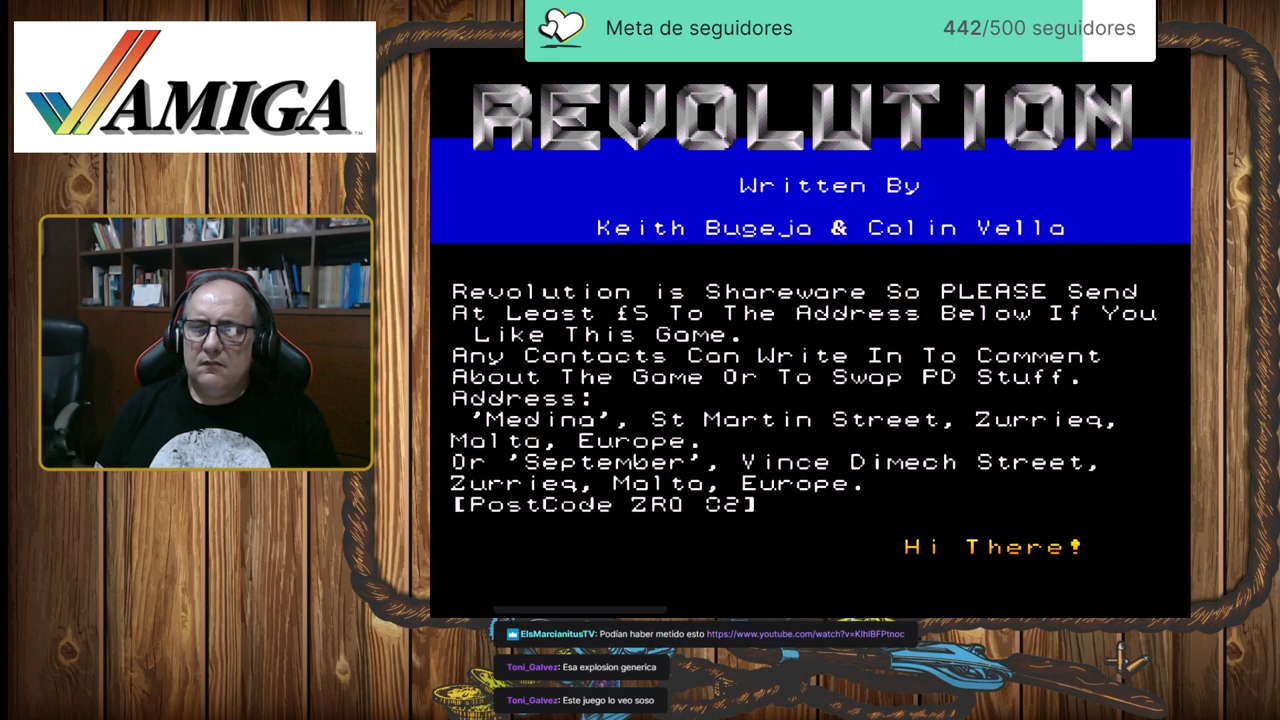 AMIGA
TM
Meta de seguidores
442/500 seguidores
REVOLUTION
Written By
Keith Bugeja & Colin Vella
Revolution is Shareware So PLEASE Send
At Least £5 To The Address Below If You
Like This Game.
Any Contacts Can Write In To Comment
About The Game Or To Swap PD Stuff.
Address:
'Medina', St Martin Street, Zurrieq,
Malta, Europe.
Or 'September', Vince Dimech Street,
Zurrieq, Malta, Europe.
[PostCode ZRQ 02]
Hi There!
ElsMarcianitusTV: Podían haber metido esto https://www.youtube.com/watch?v=KIhIBFPtnoc
Toni_Galvez: Esa explosion generica
Toni_Galvez: Este juego lo veo soso